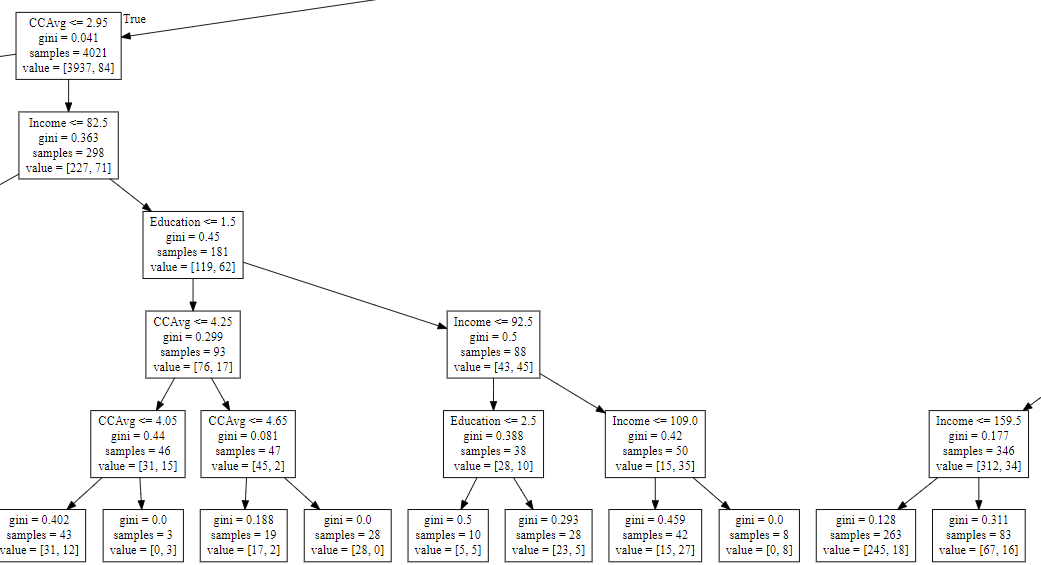 True
CCAvg <= 2.95
gini = 0.041
samples = 4021
value = [3937, 84]
Income <= 82.5
gini = 0.363
samples = 298
value = [227, 71]
Education <= 1.5
gini = 0.45
samples = 181
value = [119, 62]
CCAvg <= 4.25
gini = 0.299
samples = 93
value = [76, 17]
Income <= 92.5
gini = 0.5
samples = 88
value = [43, 45]
CCAvg <= 4.05
gini = 0.44
samples = 46
value = [31, 15]
CCAvg <= 4.65
gini = 0.081
samples = 47
value = [45, 2]
Education <= 2.5
gini = 0.388
samples = 38
value = [28, 10]
Income <= 109.0
gini = 0.42
samples = 50
value = [15, 35]
Income <= 159.5
gini = 0.177
samples = 346
value = [312, 34]
gini = 0.402
samples = 43
value = [31, 12]
gini = 0.0
samples = 3
value = [0, 3]
gini = 0.188
samples = 19
value = [17, 2]
gini = 0.0
samples = 28
value = [28, 0]
gini = 0.5
samples = 10
value = [5, 5]
gini = 0.293
samples = 28
value = [23, 5]
gini = 0.459
samples = 42
value = [15, 27]
gini = 0.0
samples = 8
value = [0, 8]
gini = 0.128
samples = 263
value = [245, 18]
gini = 0.311
samples = 83
value = [67, 16]